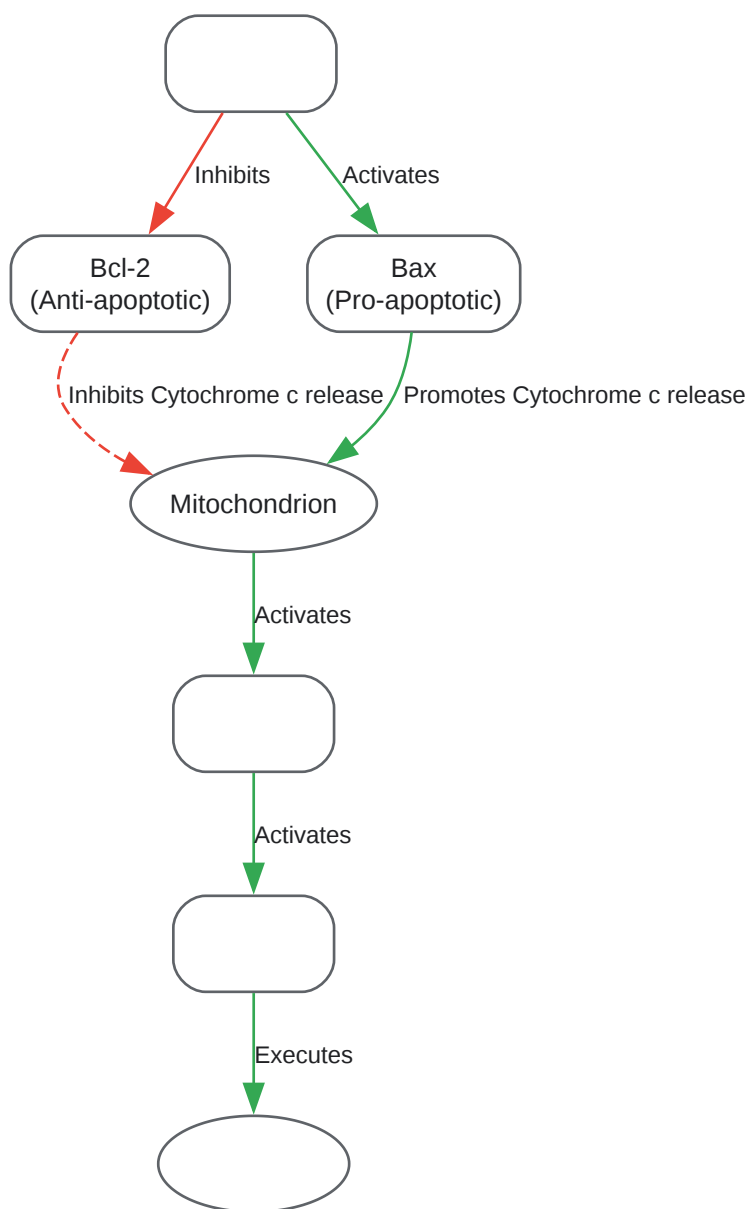 Inhibits
Activates
Bcl-2
(Anti-apoptotic)
Bax
(Pro-apoptotic)
Inhibits Cytochrome c release
Promotes Cytochrome c release
Mitochondrion
Activates
Activates
Executes